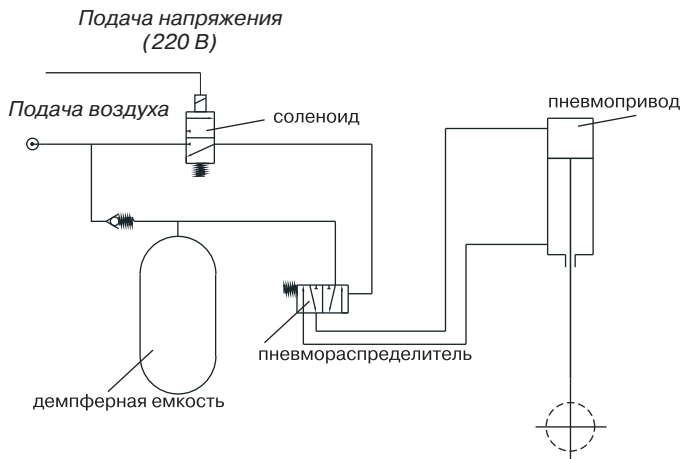 Подача напряжения
(220 В)
Подача воздуха
соленоид
пневмопривод
пневмораспределитель
демпферная емкость